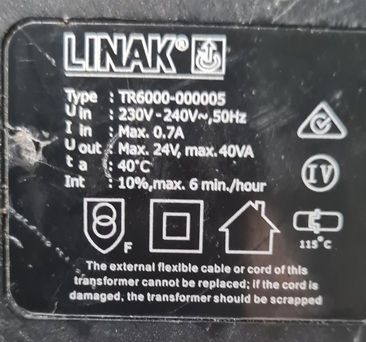 LINAK®
Type : TR6000-000005
U in : 230V-240V~,50Hz
I in : Max. 0.7A
U out : Max. 24V, max. 40VA
t a : 40°C
Int : 10%,max. 6 min./hour
IV
F
115°C
The external flexible cable or cord of this
transformer cannot be replaced; if the cord is
damaged, the transformer should be scrapped